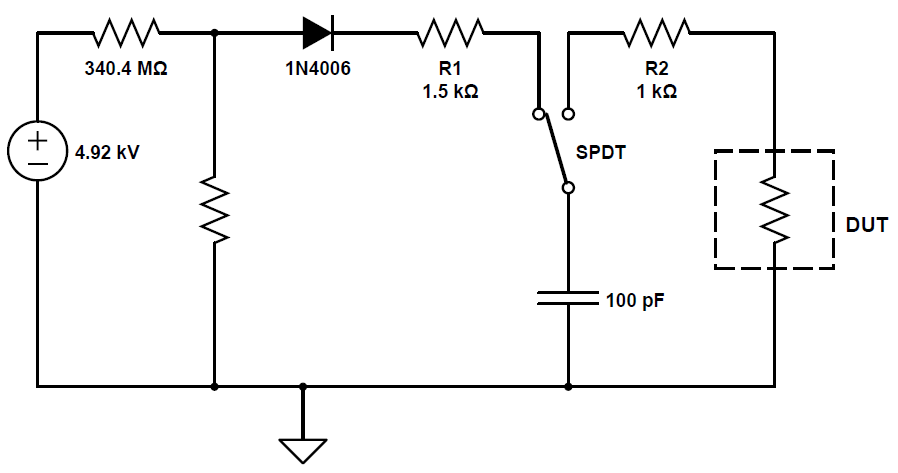 340.4 MΩ
1N4006
R1
1.5 kΩ
R2
1 kΩ
+
−
4.92 kV
SPDT
DUT
100 pF